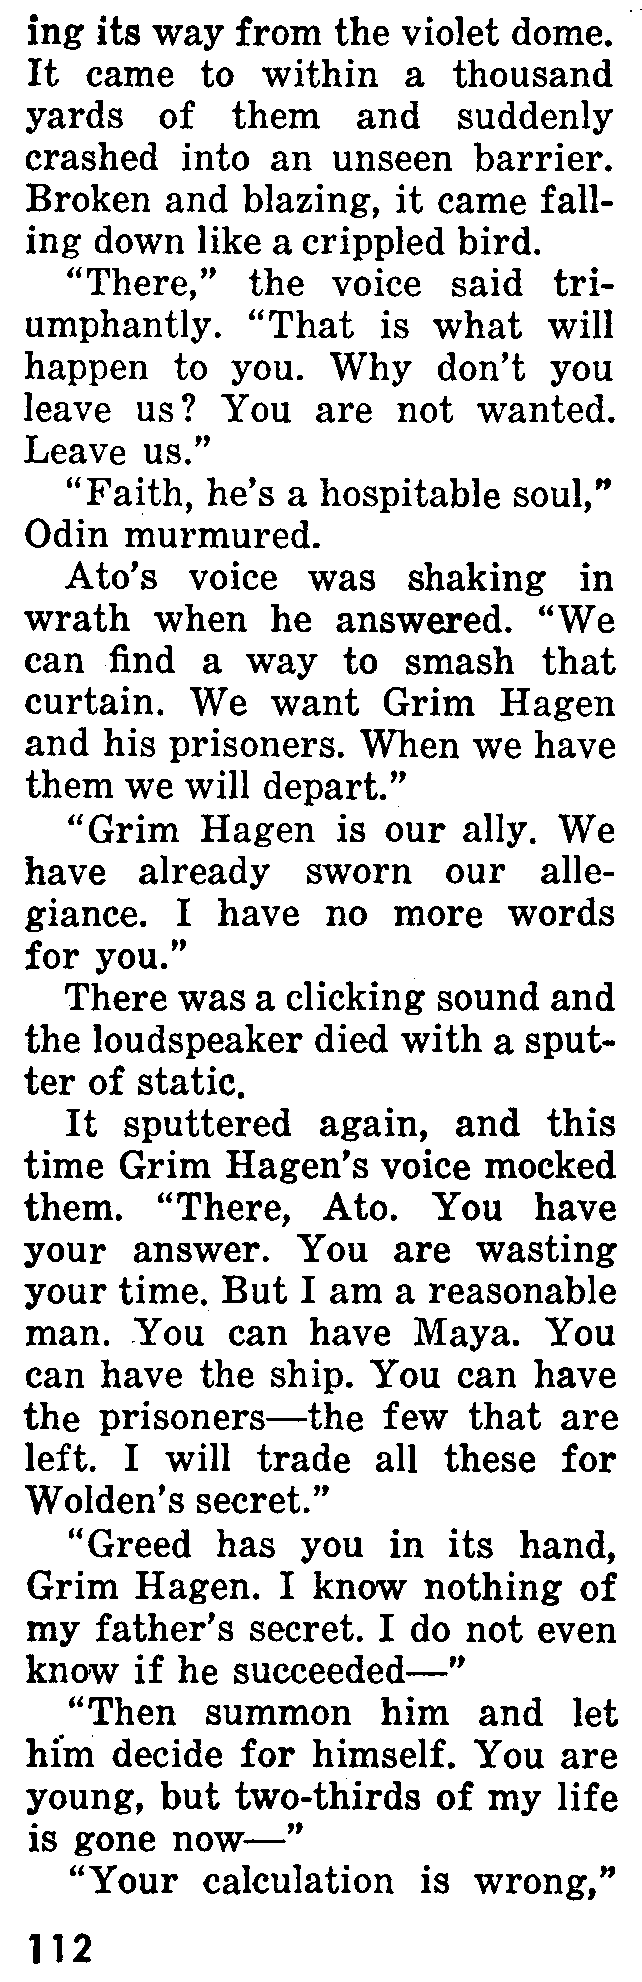 ing its way from the violet dome.
It came to within a thousand
yards of them and suddenly
crashed into an unseen barrier.
Broken and blazing, it came fall-
ing down like a crippled bird.
“There,” the voice said tri-
umphantly. “That is what will
happen to you. Why don’t you
leave us? You are not wanted.
Leave us.”
“Faith, he’s a hospitable soul,”
Odin murmured.
Ato’s voice was shaking in
wrath when he answered. “We
can find a way to smash that
curtain. We want Grim Hagen
and his prisoners. When we have
them we will depart.”
“Grim Hagen is our ally. We
have already sworn our alle-
giance. I have no more words
for you.”
There was a clicking sound and
the loudspeaker died with a sput-
ter of static.
It sputtered again, and this
time Grim Hagen’s voice mocked
them. “There, Ato. You have
your answer. You are wasting
your time. But I am a reasonable
man. You can have Maya. You
can have the ship. You can have
the prisoners—the few that are
left. I will trade all these for
Wolden’s secret.”
“Greed has you in its hand,
Grim Hagen. I know nothing of
my father’s secret. I do not even
know if he succeeded—”
“Then summon him and let
him decide for himself. You are
young, but two-thirds of my life
is gone now—”
“Your calculation is wrong,”
112